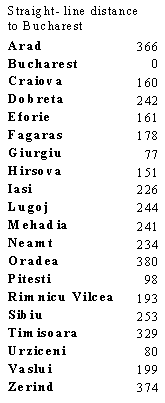 Straight-line distance
to Bucharest
Arad 366
Bucharest 0
Craiova 160
Dobreta 242
Eforie 161
Fagaras 178
Giurgiu 77
Hirsova 151
Iasi 226
Lugoj 244
Mehadia 241
Neamt 234
Oradea 380
Pitesti 98
Rimnicu Vilcea 193
Sibiu 253
Timisoara 329
Urziceni 80
Vaslui 199
Zerind 374